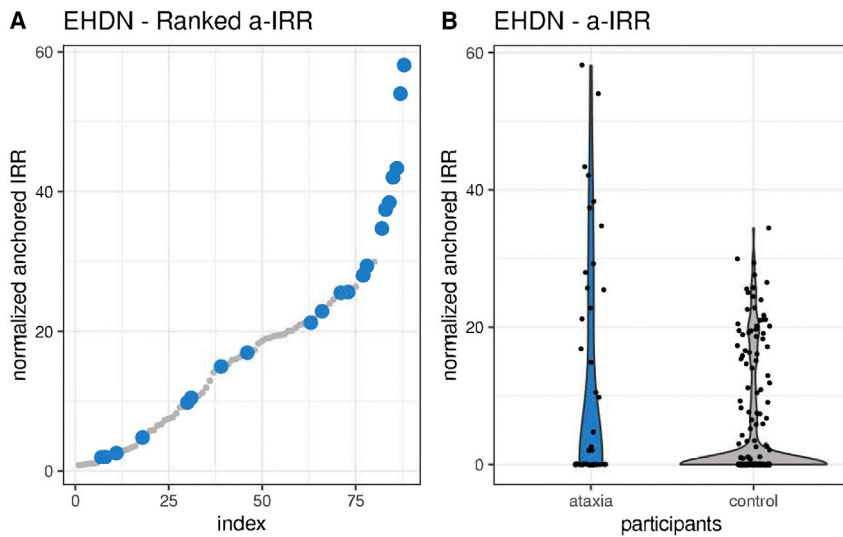 A EHDN - Ranked a-IRR
normalized anchored IRR
60
40
20
0
0 25 50 75
index
B EHDN - a-IRR
normalized anchoreb IRR
60
40
20
0
ataxia control
participants